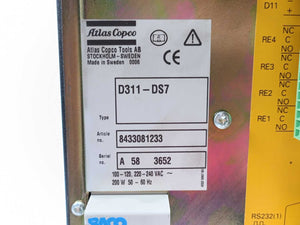 Atlas Copco
Atlas Copco Tools AB
STOCKHOLM - SWEDEN
Made in Sweden 0006
D311-DS7
Article no. 8433081233
Serial no. A 58 3652
100-120, 220-240 VAC ~
200 W 50 - 60 Hz
D11
+
RE4
NC
C
NO
RE3
NC
C
NO
RE2
NC
C
NO
RE1
NC
C
NO
RS232(1)